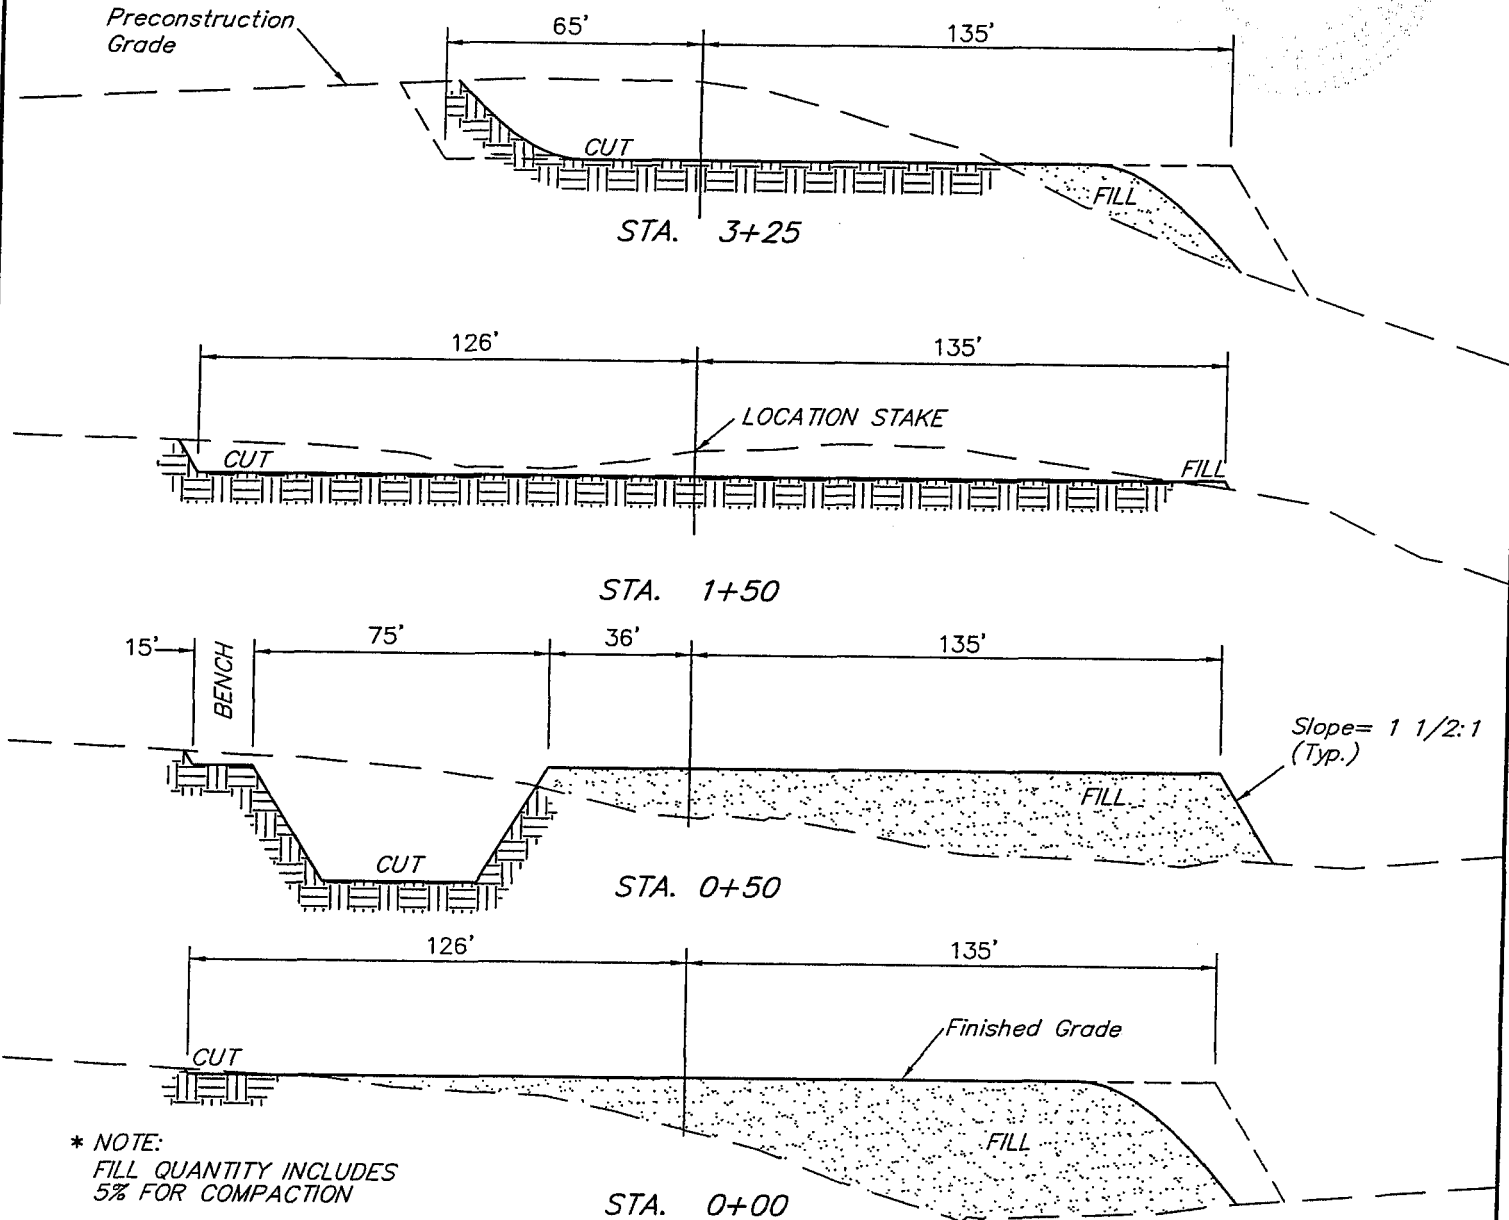 Preconstruction
Grade
65'
135'
CUT
FILL
STA. 3+25
126'
135'
LOCATION STAKE
CUT
FILL
STA. 1+50
15'
BENCH
75'
36'
135'
Slope= 1 1/2:1
(Typ.)
FILL
CUT
STA. 0+50
126'
135'
Finished Grade
CUT
FILL
* NOTE:
FILL QUANTITY INCLUDES
5% FOR COMPACTION
STA. 0+00